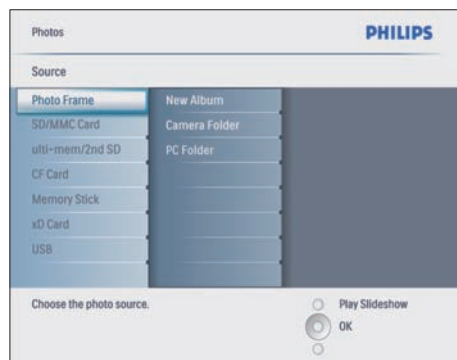 Photos
PHILIPS
Source
Photo Frame
New Album
SD/MMC Card
Camera Folder
ulti-mem/2nd SD
PC Folder
CF Card
Memory Stick
xD Card
USB
Choose the photo source.
Play Slideshow
OK